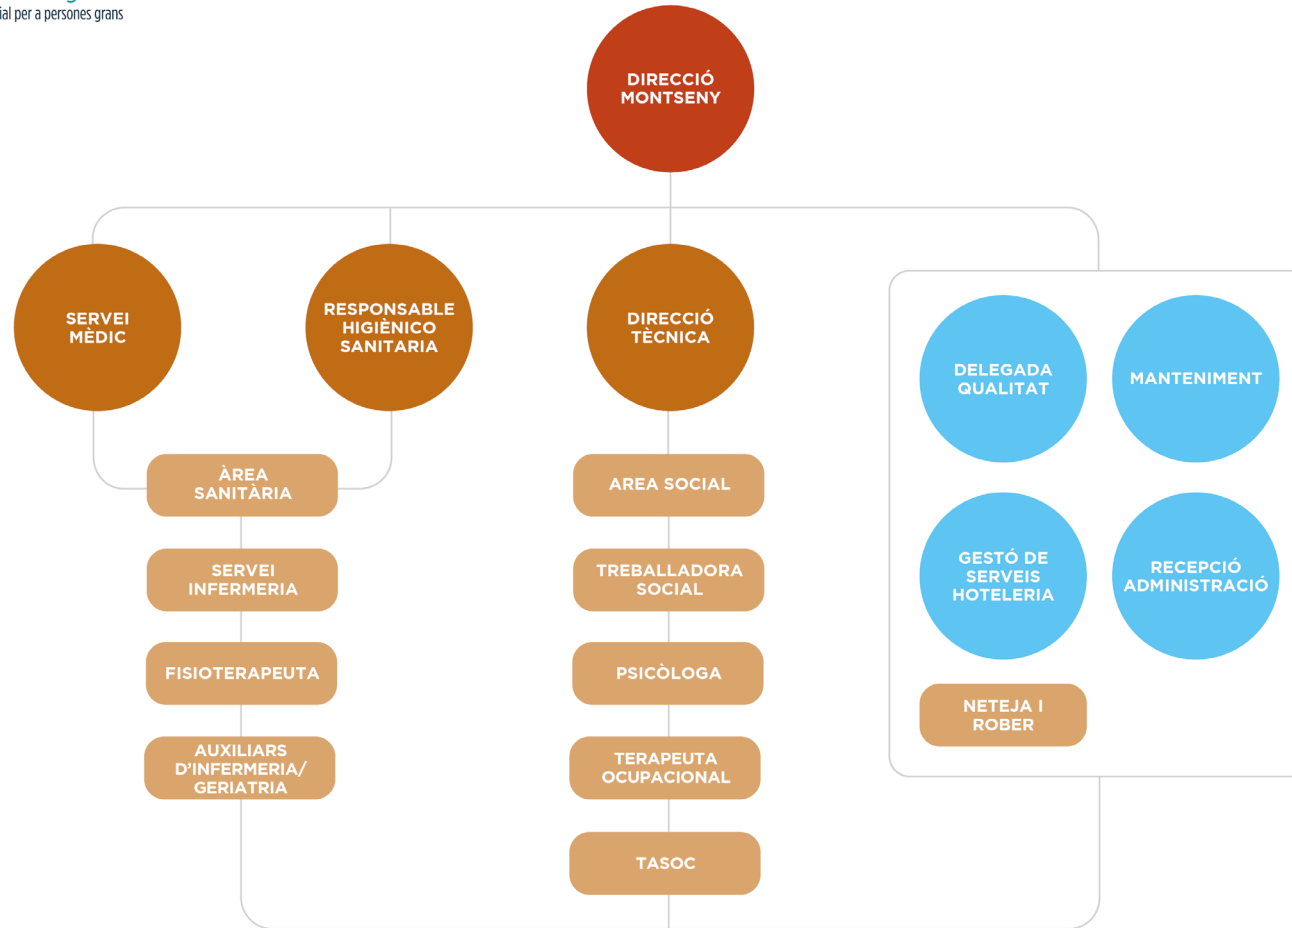 per a persones grans
DIRECCIÓ
MONTSENY
SERVEI
MÈDIC
RESPONSABLE
HIGIÈNICO
SANITARIA
DIRECCIÓ
TÈCNICA
DELEGADA
QUALITAT
MANTENIMENT
ÀREA
SANITÀRIA
AREA SOCIAL
GESTÓ DE
SERVEIS
HOTELERIA
RECEPCIÓ
ADMINISTRACIÓ
SERVEI
INFERMERIA
TREBALLADORA
SOCIAL
FISIOTERAPEUTA
PSICÒLOGA
NETEJA I
ROBER
AUXILIARS
D'INFERMERIA/
GERIATRIA
TERAPEUTA
OCUPACIONAL
TASOC